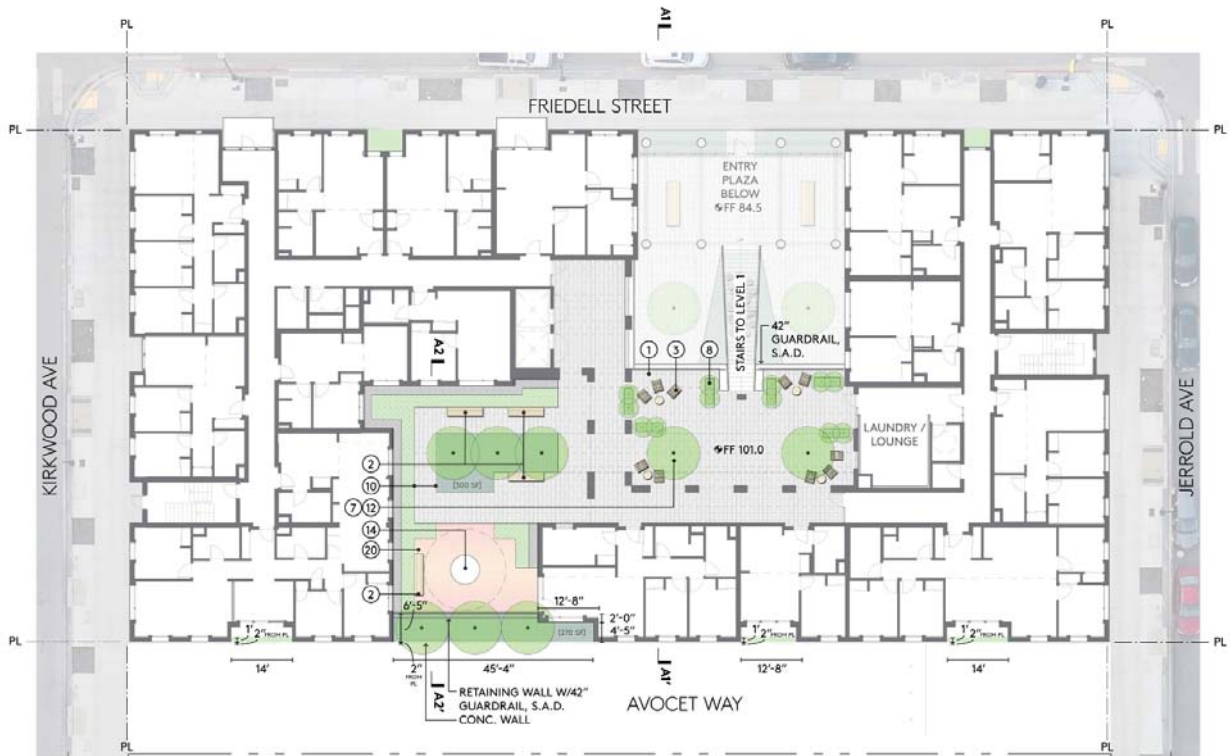 PL
A1
PL
FRIEDELL STREET
PL
PL
ENTRY
PLAZA
BELOW
FF 84.5
STAIRS TO LEVEL 1
42"
GUARDRAIL,
S.A.D.
A2
1
3
8
KIRKWOOD AVE
JERROLD AVE
LAUNDRY /
LOUNGE
FF 101.0
2
10
[300 SF]
7
12
14
20
2
6'-5"
12'-8"
2'-0"
4'-5"
[270 SF]
1'
2" FROM PL
1'
2" FROM PL
1'
2" FROM PL
PL
PL
14'
2"
FROM
PL
45'-4"
A2'
A1'
12'-8"
14'
RETAINING WALL W/42"
GUARDRAIL, S.A.D.
CONC. WALL
AVOCET WAY
PL
PL